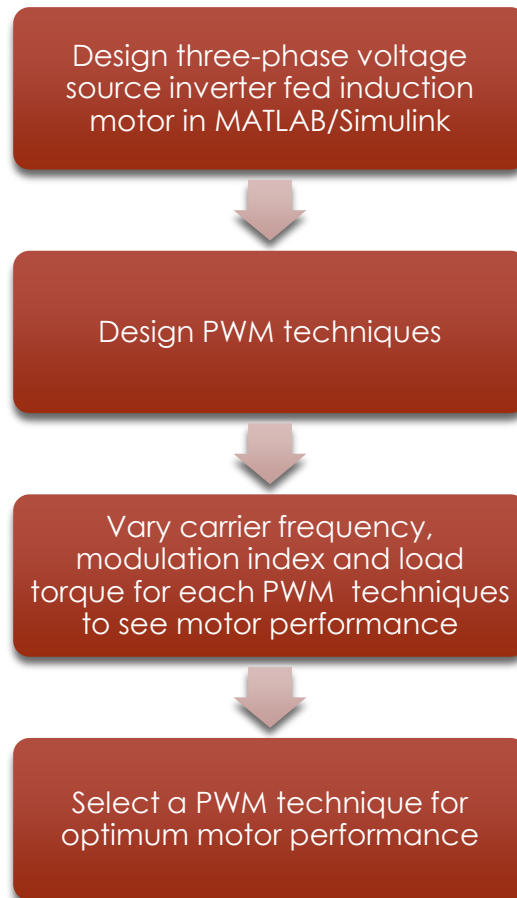 Design three-phase voltage
source inverter fed induction
motor in MATLAB/Simulink
Design PWM techniques
Vary carrier frequency,
modulation index and load
torque for each PWM techniques
to see motor performance
Select a PWM technique for
optimum motor performance